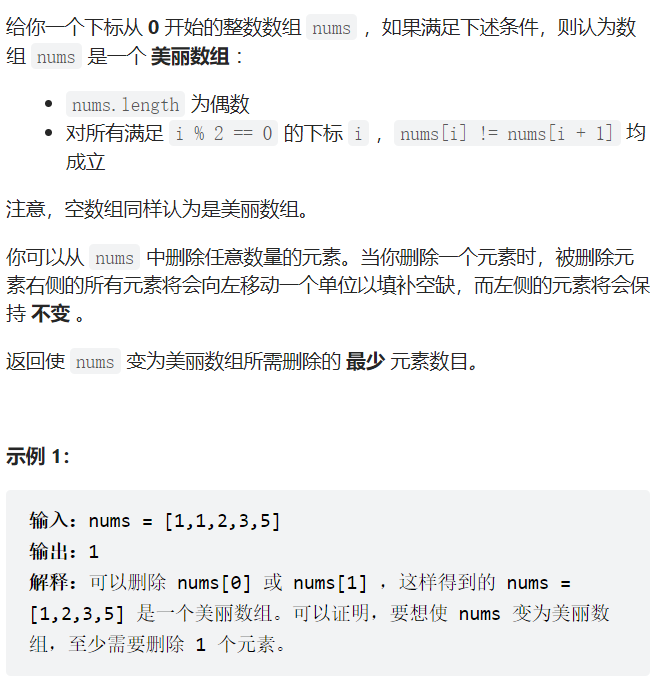 给你一个下标从 0 开始的整数数组 nums ，如果满足下述条件，则认为数
组 nums 是一个 美丽数组 ：
• nums.length 为偶数
• 对所有满足 i % 2 == 0 的下标 i ，nums[i] != nums[i + 1] 均
成立
注意，空数组同样认为是美丽数组。
你可以从 nums 中删除任意数量的元素。当你删除一个元素时，被删除元
素右侧的所有元素将会向左移动一个单位以填补空缺，而左侧的元素将会保
持 不变 。
返回使 nums 变为美丽数组所需删除的 最少 元素数目。
示例 1：
输入：nums = [1,1,2,3,5]
输出：1
解释：可以删除 nums[0] 或 nums[1] ，这样得到的 nums =
[1,2,3,5] 是一个美丽数组。可以证明，要想使 nums 变为美丽数
组，至少需要删除 1 个元素。